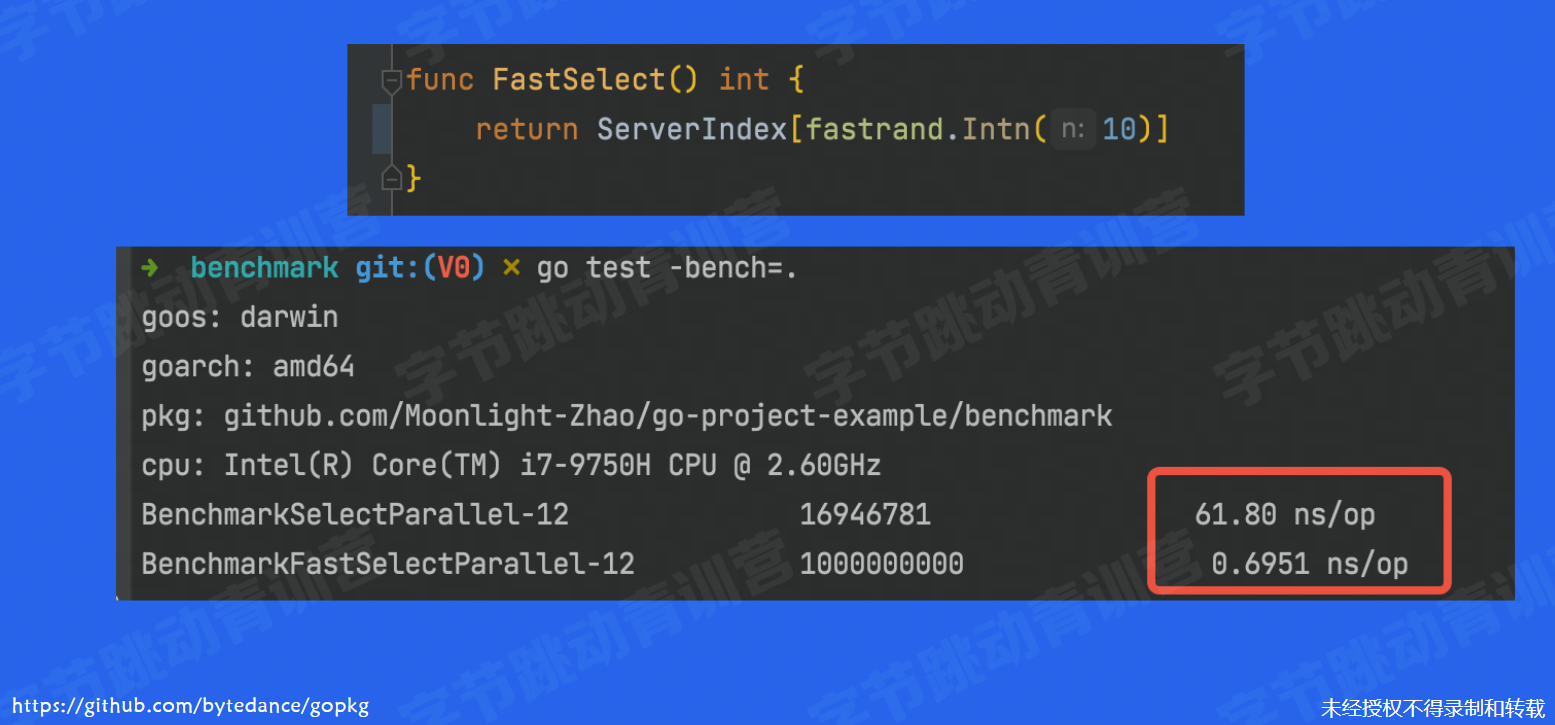 func FastSelect() int {
return ServerIndex[fastrand.Intn( n: 10)]
}
➜ benchmark git:(V0) ✗ go test -bench=.
goos: darwin
goarch: amd64
pkg: github.com/Moonlight-Zhao/go-project-example/benchmark
cpu: Intel(R) Core(TM) i7-9750H CPU @ 2.60GHz
BenchmarkSelectParallel-12 16946781 61.80 ns/op
BenchmarkFastSelectParallel-12 1000000000 0.6951 ns/op
https://github.com/bytedance/gopkg
未经授权不得录制和转载
字节跳动青训营